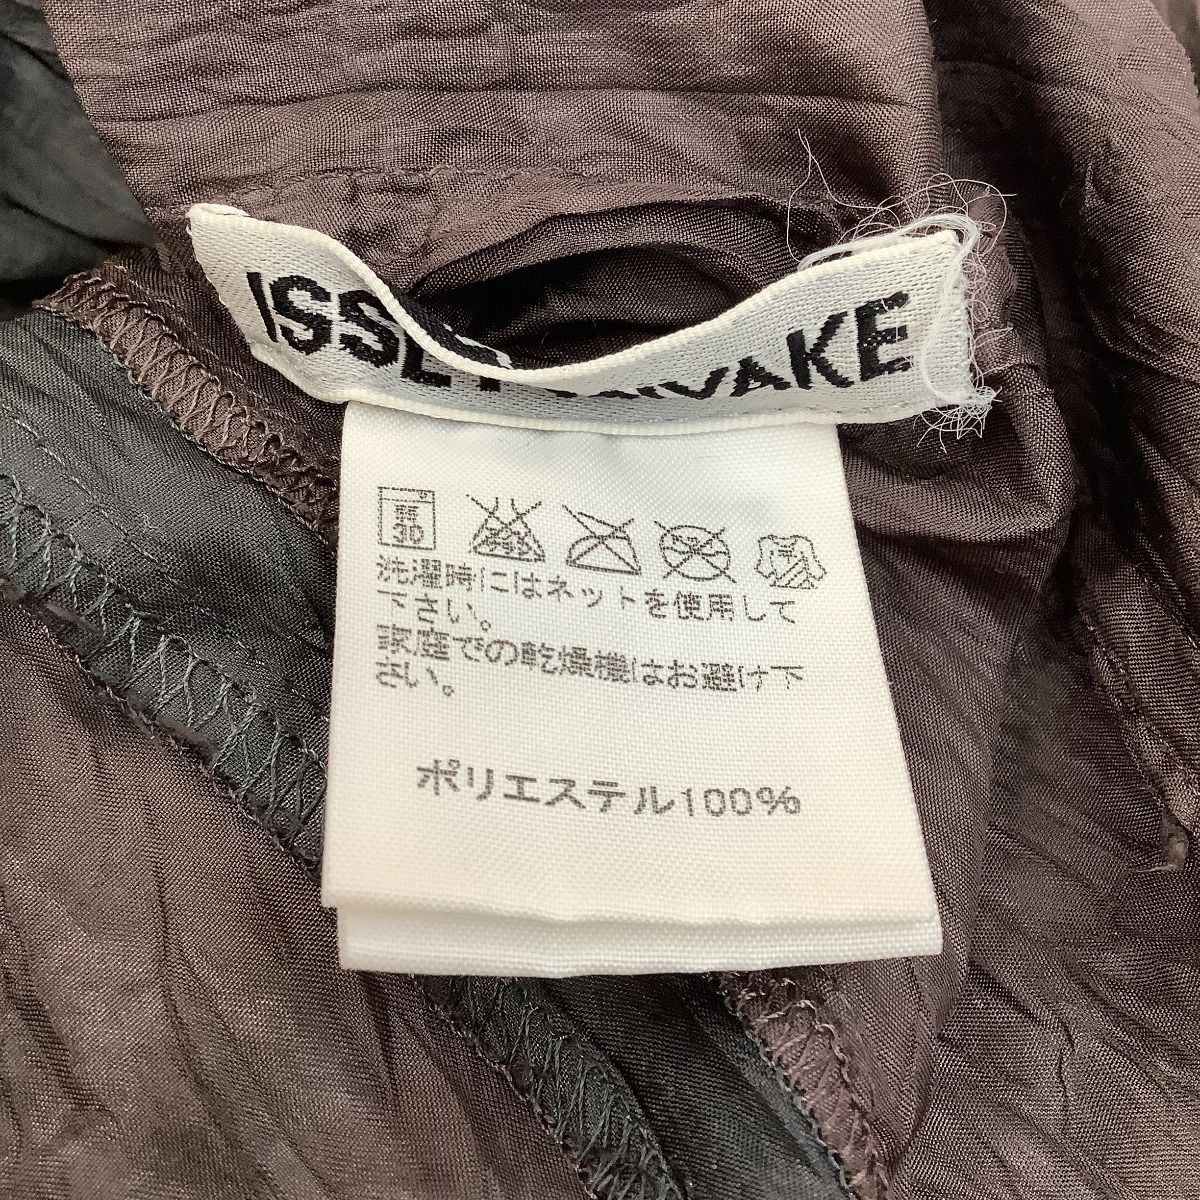 ISSEY MIYAKE
弱
30
洗濯時にはネットを使用して
下さい。
家庭での乾燥機はお避け下
さい。
ポリエステル100%